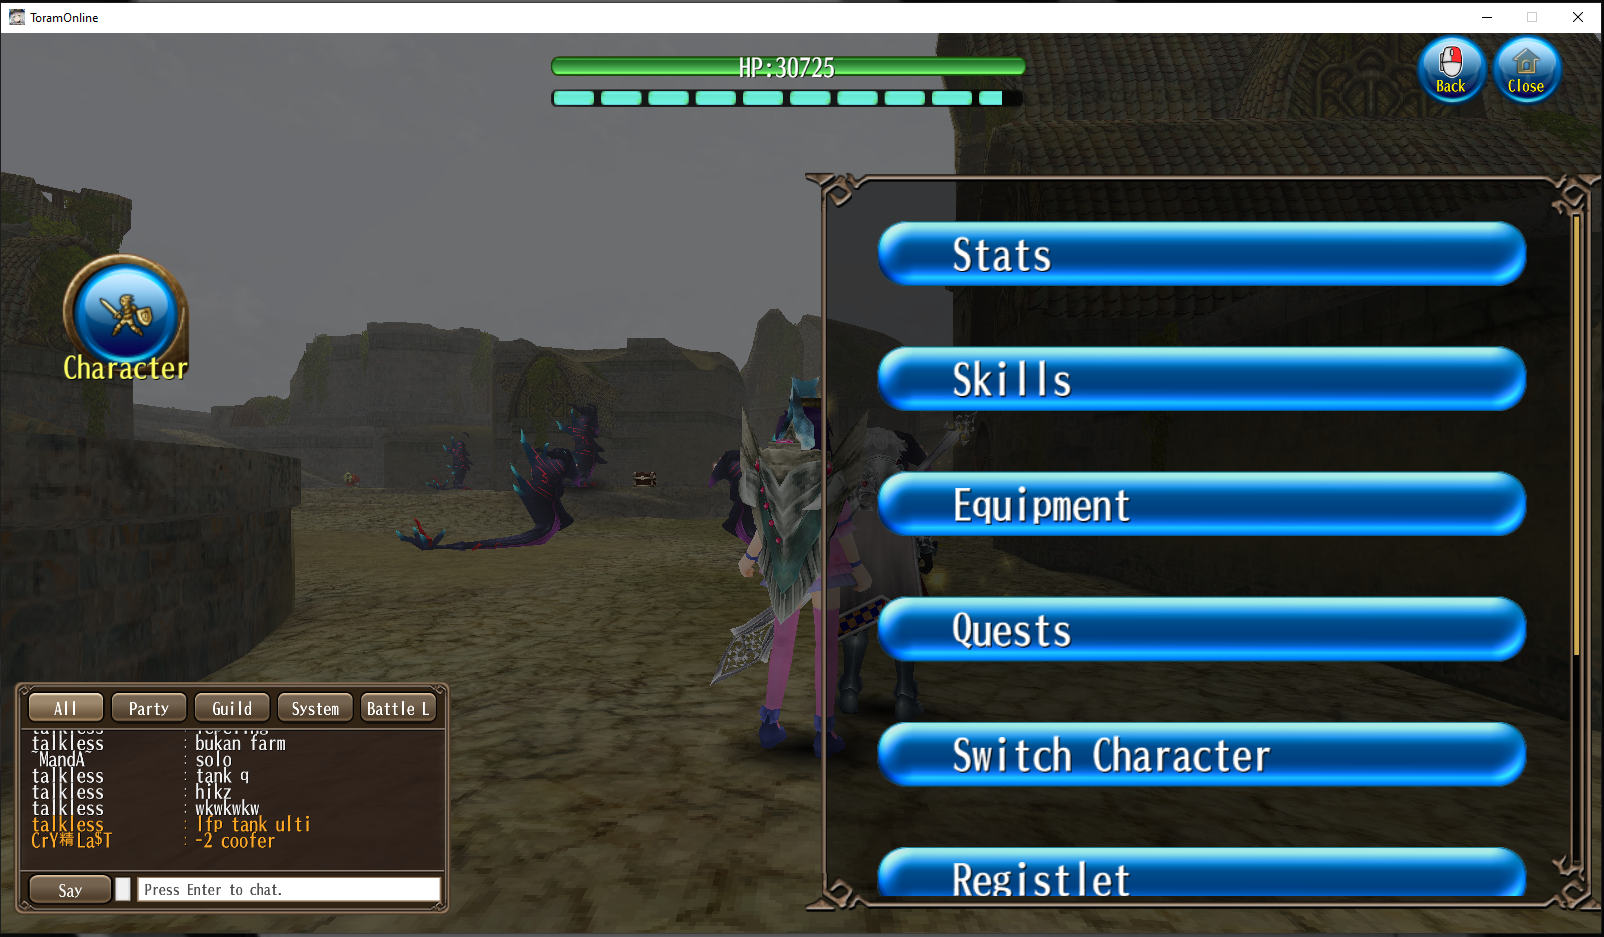 ToramOnline
HP:30725
Back
Close
Character
Stats
Skills
Equipment
Quests
Switch Character
Registlet
All Party Guild System Battle L
talkless
talkless : bukan farm
~MandA~ : solo
talkless : tank q
talkless : hikz
talkless : wkwkwkw
talkless : lfp tank ulti
CrY精La$T : -2 coofer
Say Press Enter to chat.